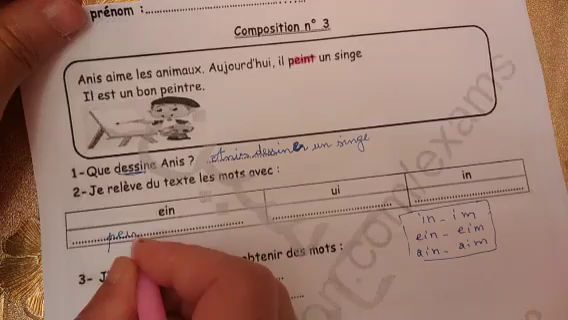 prénom :
Composition n° 3
Anis aime les animaux. Aujourd'hui, il peint un singe
Il est un bon peintre.
1- Que dessine Anis ? Anis dessiner un singe
2- Je relève du texte les mots avec :
ein ui in
in - im
ein - eim
ain - aim
3- obtenir des mots :